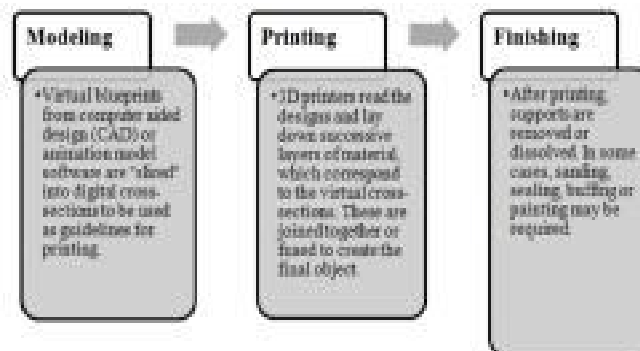 Modeling
•Virtual blueprints
from computer aided
design (CAD) or
animation model
software are "sliced"
into digital cross-
sections to be used
as guidelines for
printing.
Printing
•3D printers read the
designs and lay
down successive
layers of material,
which correspond
to the virtual cross-
sections. These are
joined together or
fused to create the
final object.
Finishing
•After printing,
supports are
removed or
dissolved. In some
cases, sanding,
sealing, buffing or
painting may be
required.